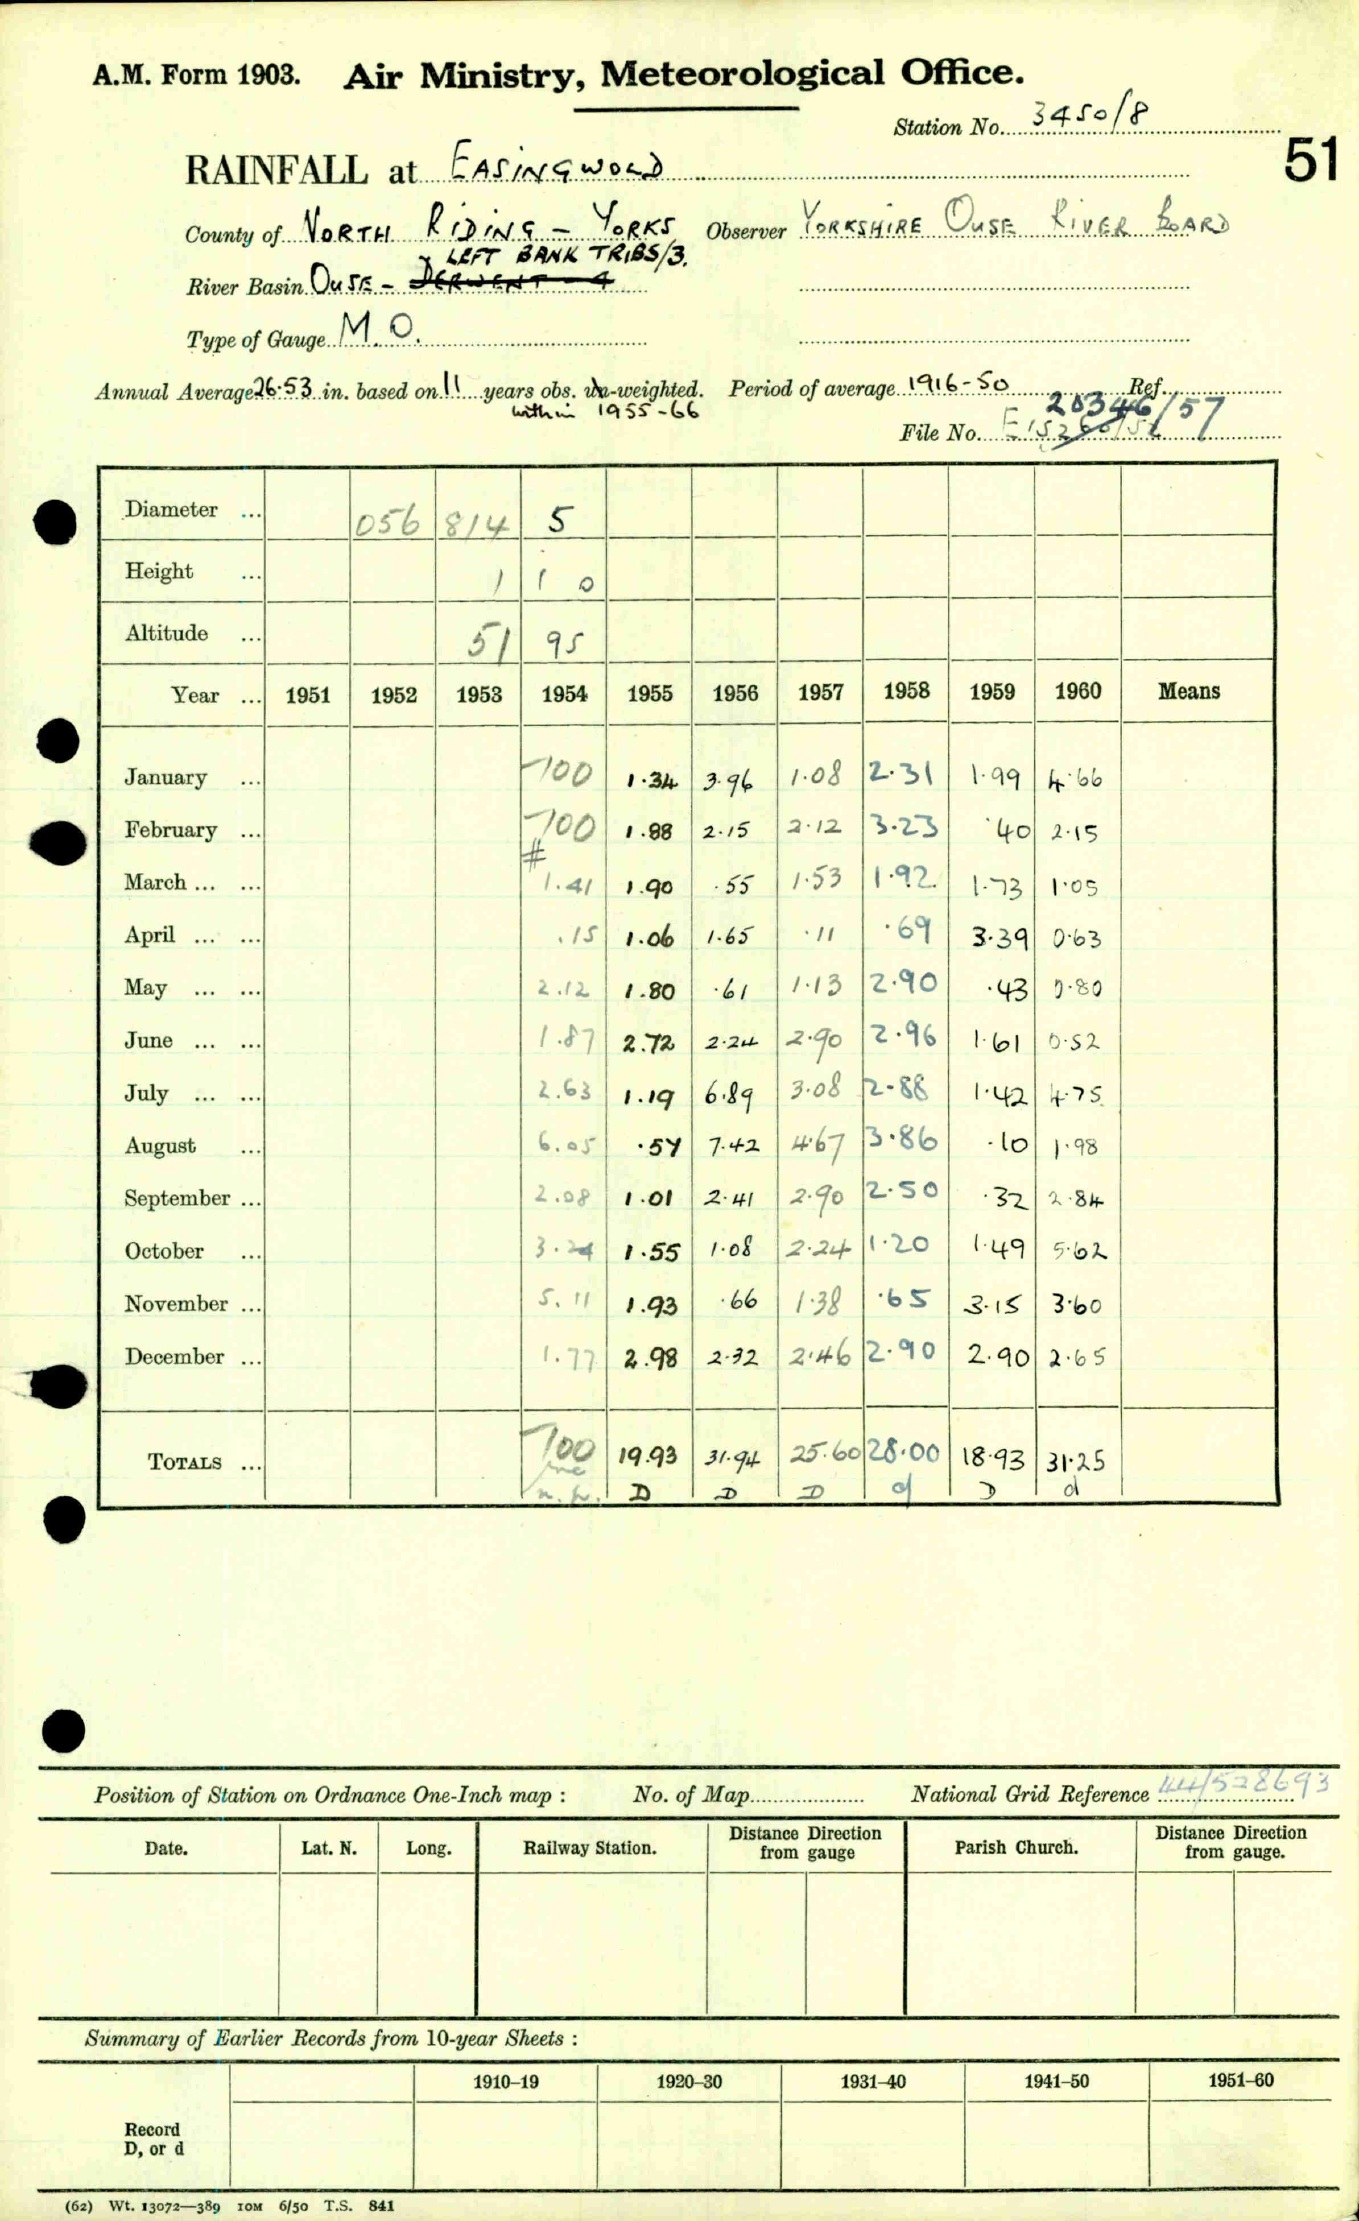 A.M. Form 1903. Air Ministry, Meteorological Office.
Station No. 3450/8
51
RAINFALL at EASINGWOLD
County of NORTH RIDING - YORKS Observer YORKSHIRE OUSE RIVER BOARD
LEFT BANK TRIBS/3.
River Basin OUSE - DERWENT - 4
Type of Gauge M.O.
Annual Average 26.53 in. based on 11 years obs. un-weighted. Period of average 1916-50 Ref.
within 1955-66
20346/57
File No.
Diameter ... 056 814 5
Height ... 1 1 0
Altitude ... 51 95
Year ... 1951 1952 1953 1954 1955 1956 1957 1958 1959 1960 Means
January ... 700 1.34 3.96 1.08 2.31 1.99 4.66
February ... 700 1.88 2.15 2.12 3.23 .40 2.15
#
March ... ... 1.41 1.90 .55 1.53 1.92 1.73 1.05
April ... ... .15 1.06 1.65 .11 .69 3.39 0.63
May ... ... 2.12 1.80 .61 1.13 2.90 .43 0.80
June ... ... 1.87 2.72 2.24 2.90 2.96 1.61 0.52
July ... ... 2.63 1.19 6.89 3.08 2.88 1.42 4.75
August ... 6.05 .57 7.42 4.67 3.86 .10 1.98
September ... 2.08 1.01 2.41 2.90 2.50 .32 2.84
October ... 3.24 1.55 1.08 2.24 1.20 1.49 5.62
November ... 5.11 1.93 .66 1.38 .65 3.15 3.60
December ... 1.77 2.98 2.32 2.46 2.90 2.90 2.65
TOTALS ... 700 19.93 31.94 25.60 28.00 18.93 31.25
D D D d D d
Position of Station on Ordnance One-Inch map : No. of Map National Grid Reference 44/528693
Date. Lat. N. Long. Railway Station. Distance Direction from gauge Parish Church. Distance Direction from gauge.
Summary of Earlier Records from 10-year Sheets :
1910–19 1920–30 1931–40 1941–50 1951–60
Record
D, or d
(62) Wt. 13072—389 10M 6/50 T.S. 841